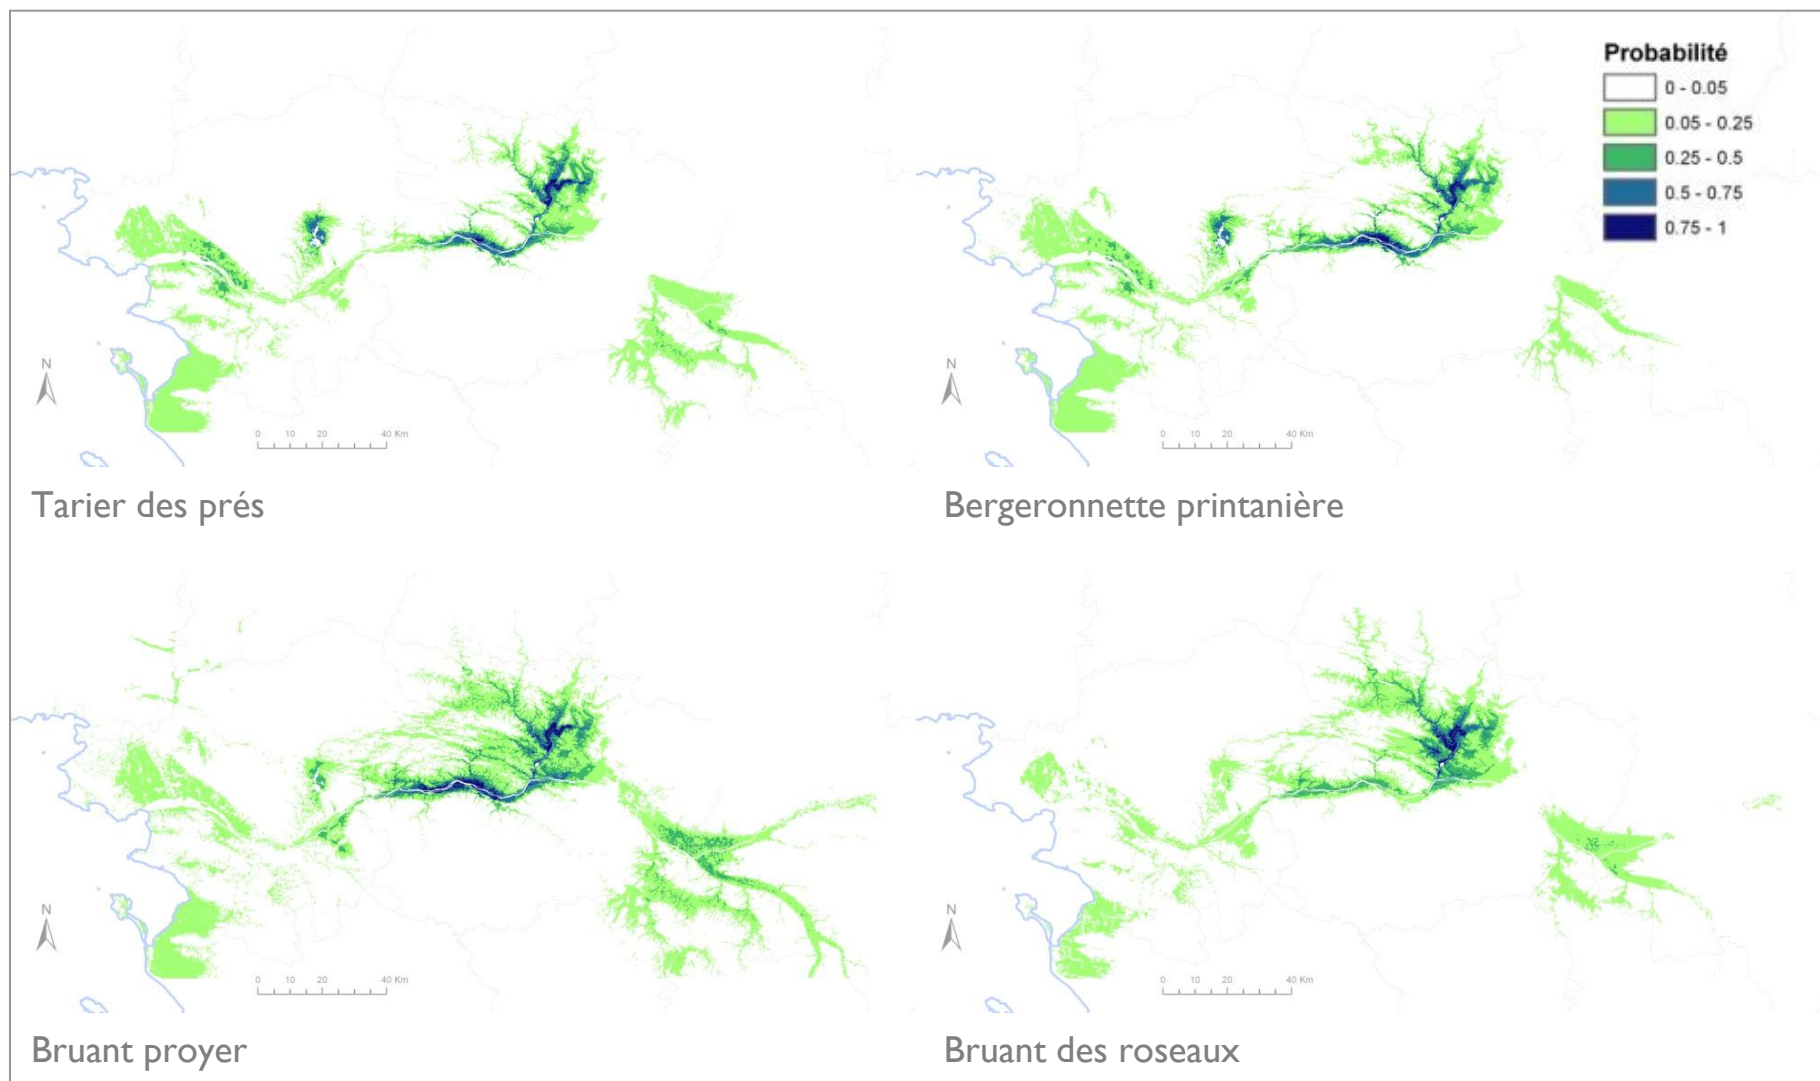 Probabilité
0 - 0.05
0.05 - 0.25
0.25 - 0.5
0.5 - 0.75
0.75 - 1
N
0 10 20 40 Km
N
0 10 20 40 Km
Tarier des prés
Bergeronnette printanière
N
0 10 20 40 Km
N
0 10 20 40 Km
Bruant proyer
Bruant des roseaux